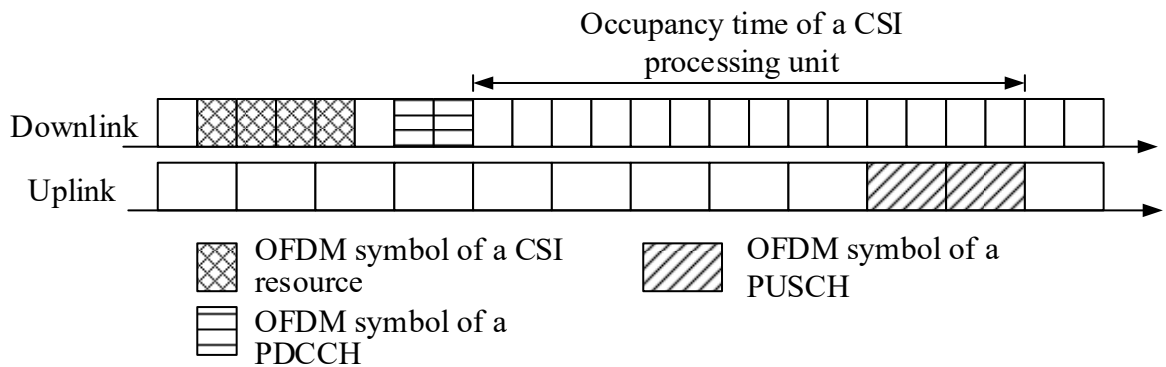 Occupancy time of a CSI
processing unit
Downlink
Uplink
OFDM symbol of a CSI
resource
OFDM symbol of a
PUSCH
OFDM symbol of a
PDCCH